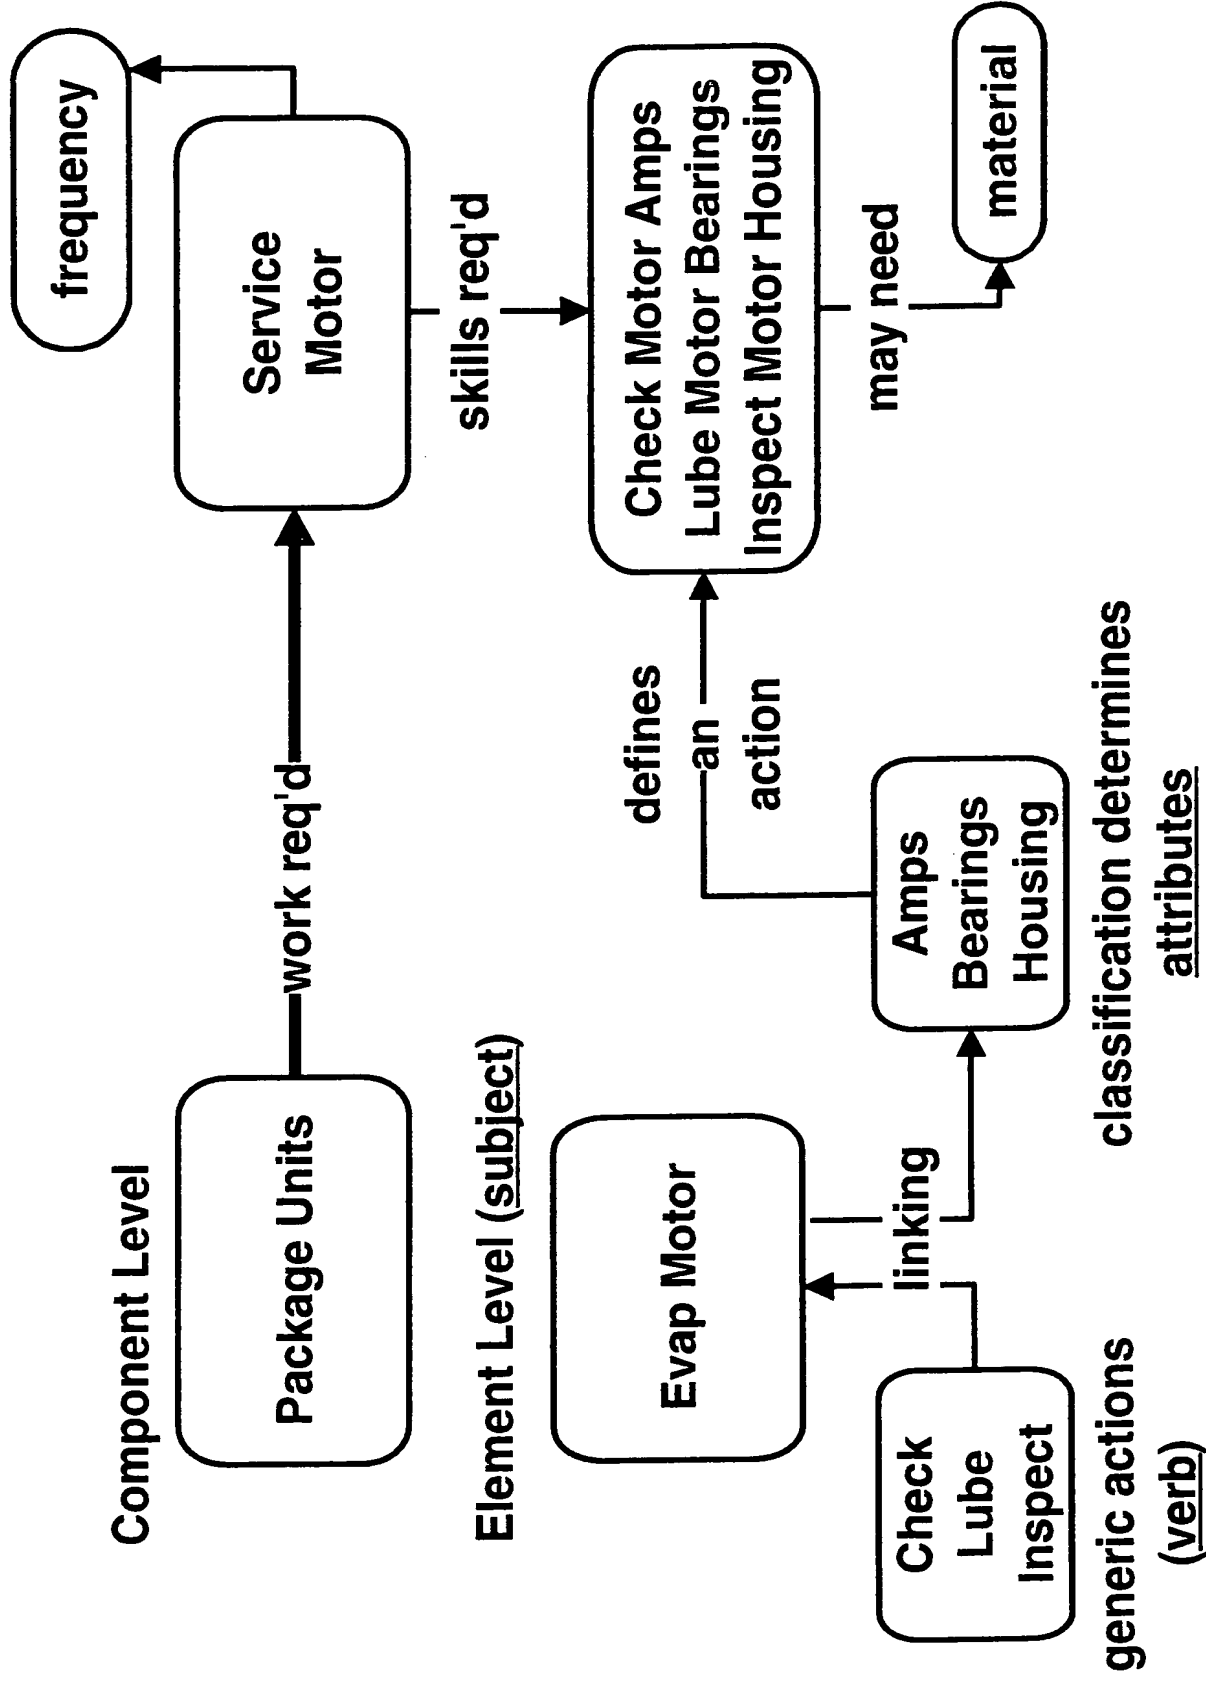 Component Level
Package Units
work req'd
Service
Motor
frequency
skills req'd
Element Level (subject)
Evap Motor
Check Motor Amps
Lube Motor Bearings
Inspect Motor Housing
defines
an
action
linking
may need
material
Check
Lube
Inspect
Amps
Bearings
Housing
generic actions
(verb)
classification determines
attributes